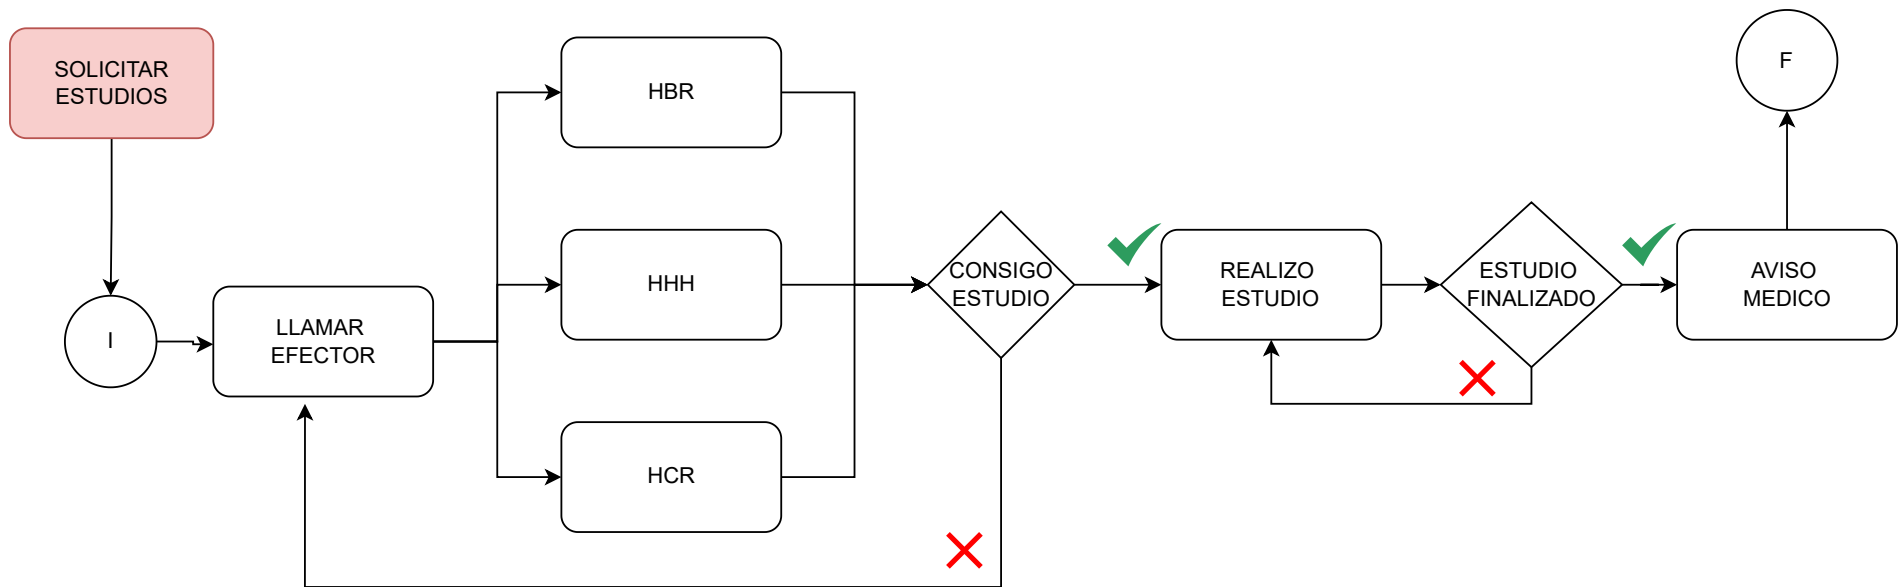 SOLICITAR
ESTUDIOS
I
LLAMAR
EFECTOR
HBR
HHH
HCR
CONSIGO
ESTUDIO
REALIZO
ESTUDIO
ESTUDIO
FINALIZADO
AVISO
MEDICO
F